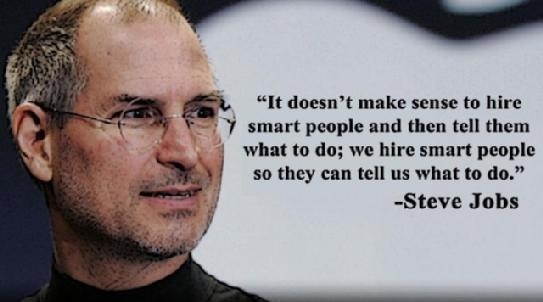 “It doesn’t make sense to hire
smart people and then tell them
what to do; we hire smart people
so they can tell us what to do.”
-Steve Jobs